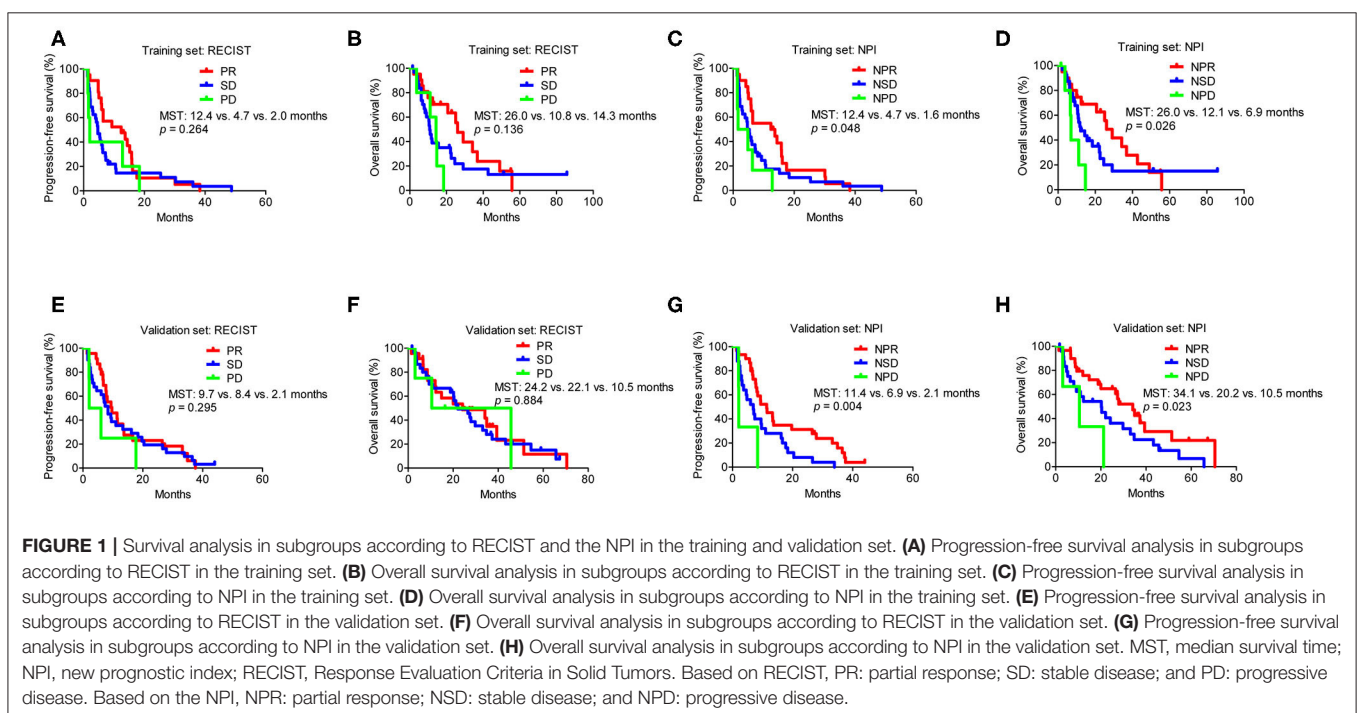 A
Training set: RECIST
Progression-free survival (%)
100
80
60
40
20
0
PR
SD
PD
MST: 12.4 vs. 4.7 vs. 2.0 months
p = 0.264
0 20 40 60
Months
B
Training set: RECIST
Overall survival (%)
100
80
60
40
20
0
PR
SD
PD
MST: 26.0 vs. 10.8 vs. 14.3 months
p = 0.136
0 20 40 60 80 100
Months
C
Training set: NPI
Progression-free survival (%)
100
80
60
40
20
0
NPR
NSD
NPD
MST: 12.4 vs. 4.7 vs. 1.6 months
p = 0.048
0 20 40 60
Months
D
Training set: NPI
Overall survival (%)
100
80
60
40
20
0
NPR
NSD
NPD
MST: 26.0 vs. 12.1 vs. 6.9 months
p = 0.026
0 20 40 60 80 100
Months
E
Validation set: RECIST
Progression-free survival (%)
100
80
60
40
20
0
PR
SD
PD
MST: 9.7 vs. 8.4 vs. 2.1 months
p = 0.295
0 20 40 60
Months
F
Validation set: RECIST
Overall survival (%)
100
80
60
40
20
0
PR
SD
PD
MST: 24.2 vs. 22.1 vs. 10.5 months
p = 0.884
0 20 40 60 80
Months
G
Validation set: NPI
Progression-free survival (%)
100
80
60
40
20
0
NPR
NSD
NPD
MST: 11.4 vs. 6.9 vs. 2.1 months
p = 0.004
0 20 40 60
Months
H
Validation set: NPI
Overall survival (%)
100
80
60
40
20
0
NPR
NSD
NPD
MST: 34.1 vs. 20.2 vs. 10.5 months
p = 0.023
0 20 40 60 80
Months
FIGURE 1 | Survival analysis in subgroups according to RECIST and the NPI in the training and validation set. (A) Progression-free survival analysis in subgroups
according to RECIST in the training set. (B) Overall survival analysis in subgroups according to RECIST in the training set. (C) Progression-free survival analysis in
subgroups according to NPI in the training set. (D) Overall survival analysis in subgroups according to NPI in the training set. (E) Progression-free survival analysis in
subgroups according to RECIST in the validation set. (F) Overall survival analysis in subgroups according to RECIST in the validation set. (G) Progression-free survival
analysis in subgroups according to NPI in the validation set. (H) Overall survival analysis in subgroups according to NPI in the validation set. MST, median survival time;
NPI, new prognostic index; RECIST, Response Evaluation Criteria in Solid Tumors. Based on RECIST, PR: partial response; SD: stable disease; and PD: progressive
disease. Based on the NPI, NPR: partial response; NSD: stable disease; and NPD: progressive disease.